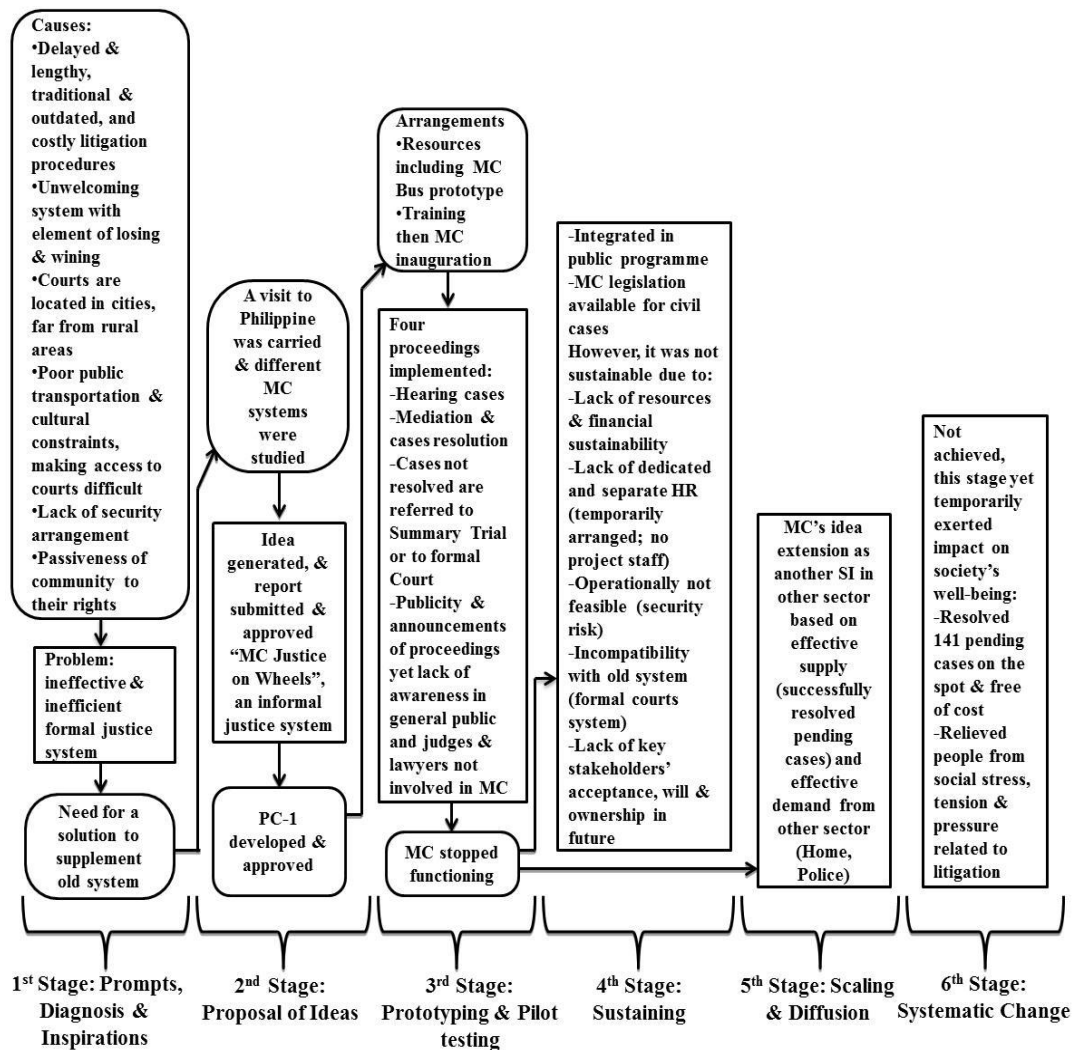 Causes:
•Delayed &
lengthy,
traditional &
outdated, and
costly litigation
procedures
•Unwelcoming
system with
element of losing
& wining
•Courts are
located in cities,
far from rural
areas
•Poor public
transportation &
cultural
constraints,
making access to
courts difficult
•Lack of security
arrangement
•Passiveness of
community to
their rights
Problem:
ineffective &
inefficient
formal justice
system
Need for a
solution to
supplement
old system
1st Stage: Prompts,
Diagnosis &
Inspirations
A visit to
Philippine
was carried
& different
MC
systems
were
studied
Idea
generated, &
report
submitted &
approved
“MC Justice
on Wheels”,
an informal
justice system
PC-1
developed &
approved
2nd Stage:
Proposal of Ideas
Arrangements
•Resources
including MC
Bus prototype
•Training
then MC
inauguration
Four
proceedings
implemented:
-Hearing cases
-Mediation &
cases resolution
-Cases not
resolved are
referred to
Summary Trial
or to formal
Court
-Publicity &
announcements
of proceedings
yet lack of
awareness in
general public
and judges &
lawyers not
involved in MC
MC stopped
functioning
3rd Stage:
Prototyping & Pilot
testing
-Integrated in
public programme
-MC legislation
available for civil
cases
However, it was not
sustainable due to:
-Lack of resources
& financial
sustainability
-Lack of dedicated
and separate HR
(temporarily
arranged; no
project staff)
-Operationally not
feasible (security
risk)
-Incompatibility
with old system
(formal courts
system)
-Lack of key
stakeholders’
acceptance, will &
ownership in
future
4th Stage:
Sustaining
MC’s idea
extension as
another SI in
other sector
based on
effective
supply
(successfully
resolved
pending
cases) and
effective
demand from
other sector
(Home,
Police)
5th Stage: Scaling
& Diffusion
Not
achieved,
this stage yet
temporarily
exerted
impact on
society’s
well-being:
-Resolved
141 pending
cases on the
spot & free
of cost
-Relieved
people from
social stress,
tension &
pressure
related to
litigation
6th Stage:
Systematic Change